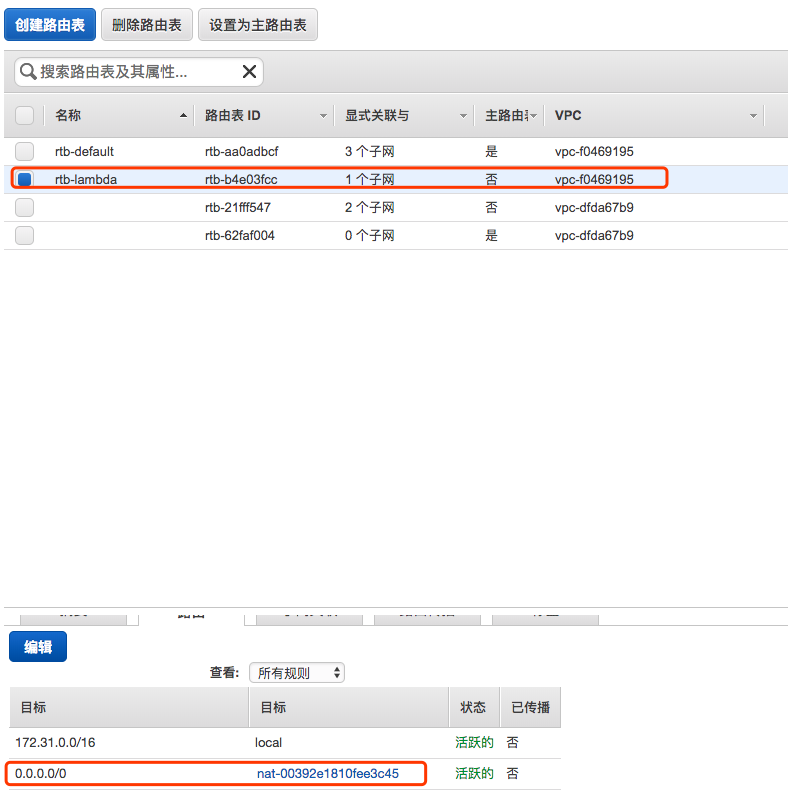 创建路由表 删除路由表 设置为主路由表
搜索路由表及其属性...
名称 路由表 ID 显式关联与 主路由表 VPC
rtb-default rtb-aa0adbcf 3 个子网 是 vpc-f0469195
rtb-lambda rtb-b4e03fcc 1 个子网 否 vpc-f0469195
rtb-21fff547 2 个子网 否 vpc-dfda67b9
rtb-62faf004 0 个子网 是 vpc-dfda67b9
编辑
查看: 所有规则
目标 目标 状态 已传播
172.31.0.0/16 local 活跃的 否
0.0.0.0/0 nat-00392e1810fee3c45 活跃的 否